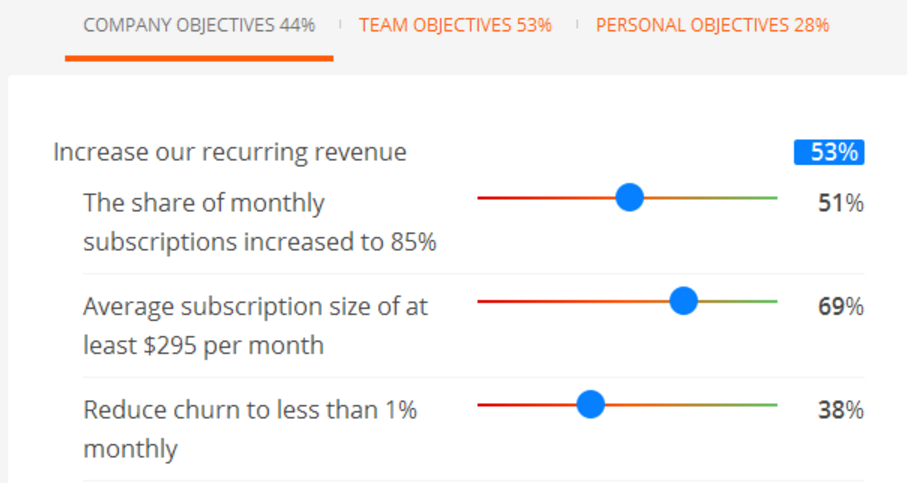 COMPANY OBJECTIVES 44% TEAM OBJECTIVES 53% PERSONAL OBJECTIVES 28%
Increase our recurring revenue 53%
The share of monthly 51%
subscriptions increased to 85%
Average subscription size of at 69%
least $295 per month
Reduce churn to less than 1% 38%
monthly